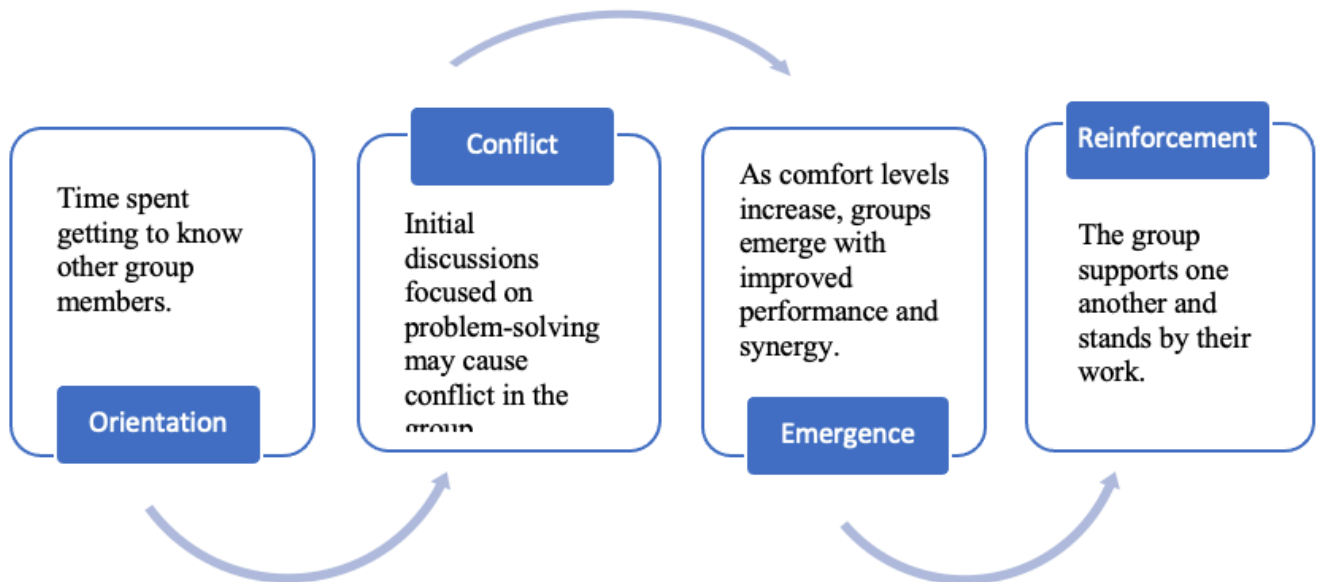 Time spent
getting to know
other group
members.
Orientation
Conflict
Initial
discussions
focused on
problem-solving
may cause
conflict in the
group
As comfort levels
increase, groups
emerge with
improved
performance and
synergy.
Emergence
Reinforcement
The group
supports one
another and
stands by their
work.